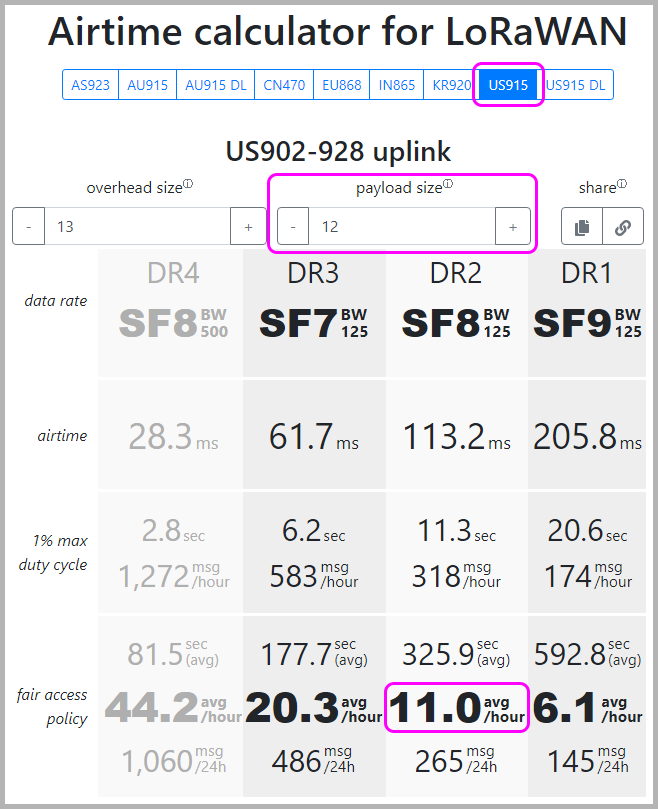 Airtime calculator for LoRaWAN
AS923 AU915 AU915 DL CN470 EU868 IN865 KR920 US915 US915 DL
US902-928 uplink
overhead size ⓘ payload size ⓘ share ⓘ
- 13 + - 12 +
DR4 DR3 DR2 DR1
data rate
SF8 BW 500 SF7 BW 125 SF8 BW 125 SF9 BW 125
airtime 28.3 ms 61.7 ms 113.2 ms 205.8 ms
1% max duty cycle
2.8 sec 6.2 sec 11.3 sec 20.6 sec
1,272 msg/hour 583 msg/hour 318 msg/hour 174 msg/hour
81.5 sec (avg) 177.7 sec (avg) 325.9 sec (avg) 592.8 sec (avg)
fair access policy
44.2 avg/hour 20.3 avg/hour 11.0 avg/hour 6.1 avg/hour
1,060 msg/24h 486 msg/24h 265 msg/24h 145 msg/24h